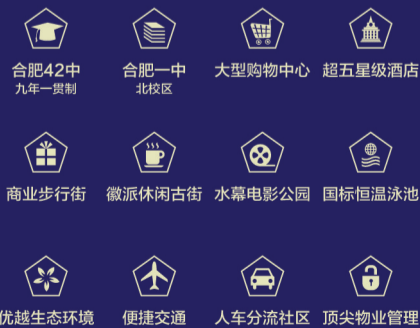 合肥42中
九年一贯制
合肥一中
北校区
大型购物中心
超五星级酒店
商业步行街
徽派休闲古街
水幕电影公园
国标恒温泳池
优越生态环境
便捷交通
人车分流社区
顶尖物业管理